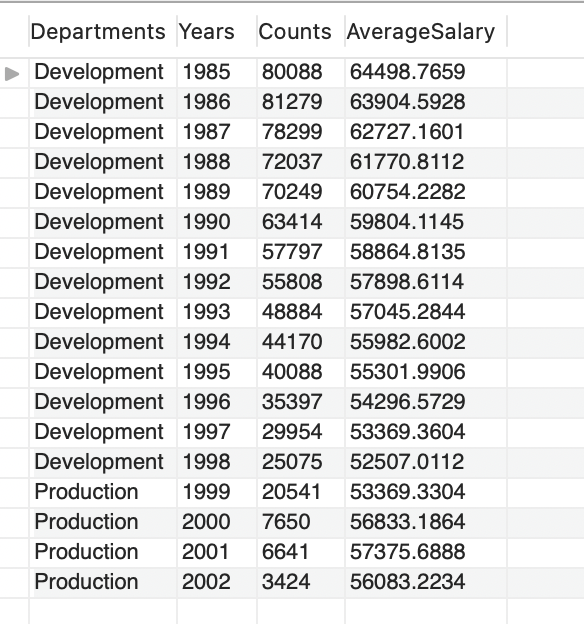 Departments Years Counts AverageSalary
Development 1985 80088 64498.7659
Development 1986 81279 63904.5928
Development 1987 78299 62727.1601
Development 1988 72037 61770.8112
Development 1989 70249 60754.2282
Development 1990 63414 59804.1145
Development 1991 57797 58864.8135
Development 1992 55808 57898.6114
Development 1993 48884 57045.2844
Development 1994 44170 55982.6002
Development 1995 40088 55301.9906
Development 1996 35397 54296.5729
Development 1997 29954 53369.3604
Development 1998 25075 52507.0112
Production 1999 20541 53369.3304
Production 2000 7650 56833.1864
Production 2001 6641 57375.6888
Production 2002 3424 56083.2234